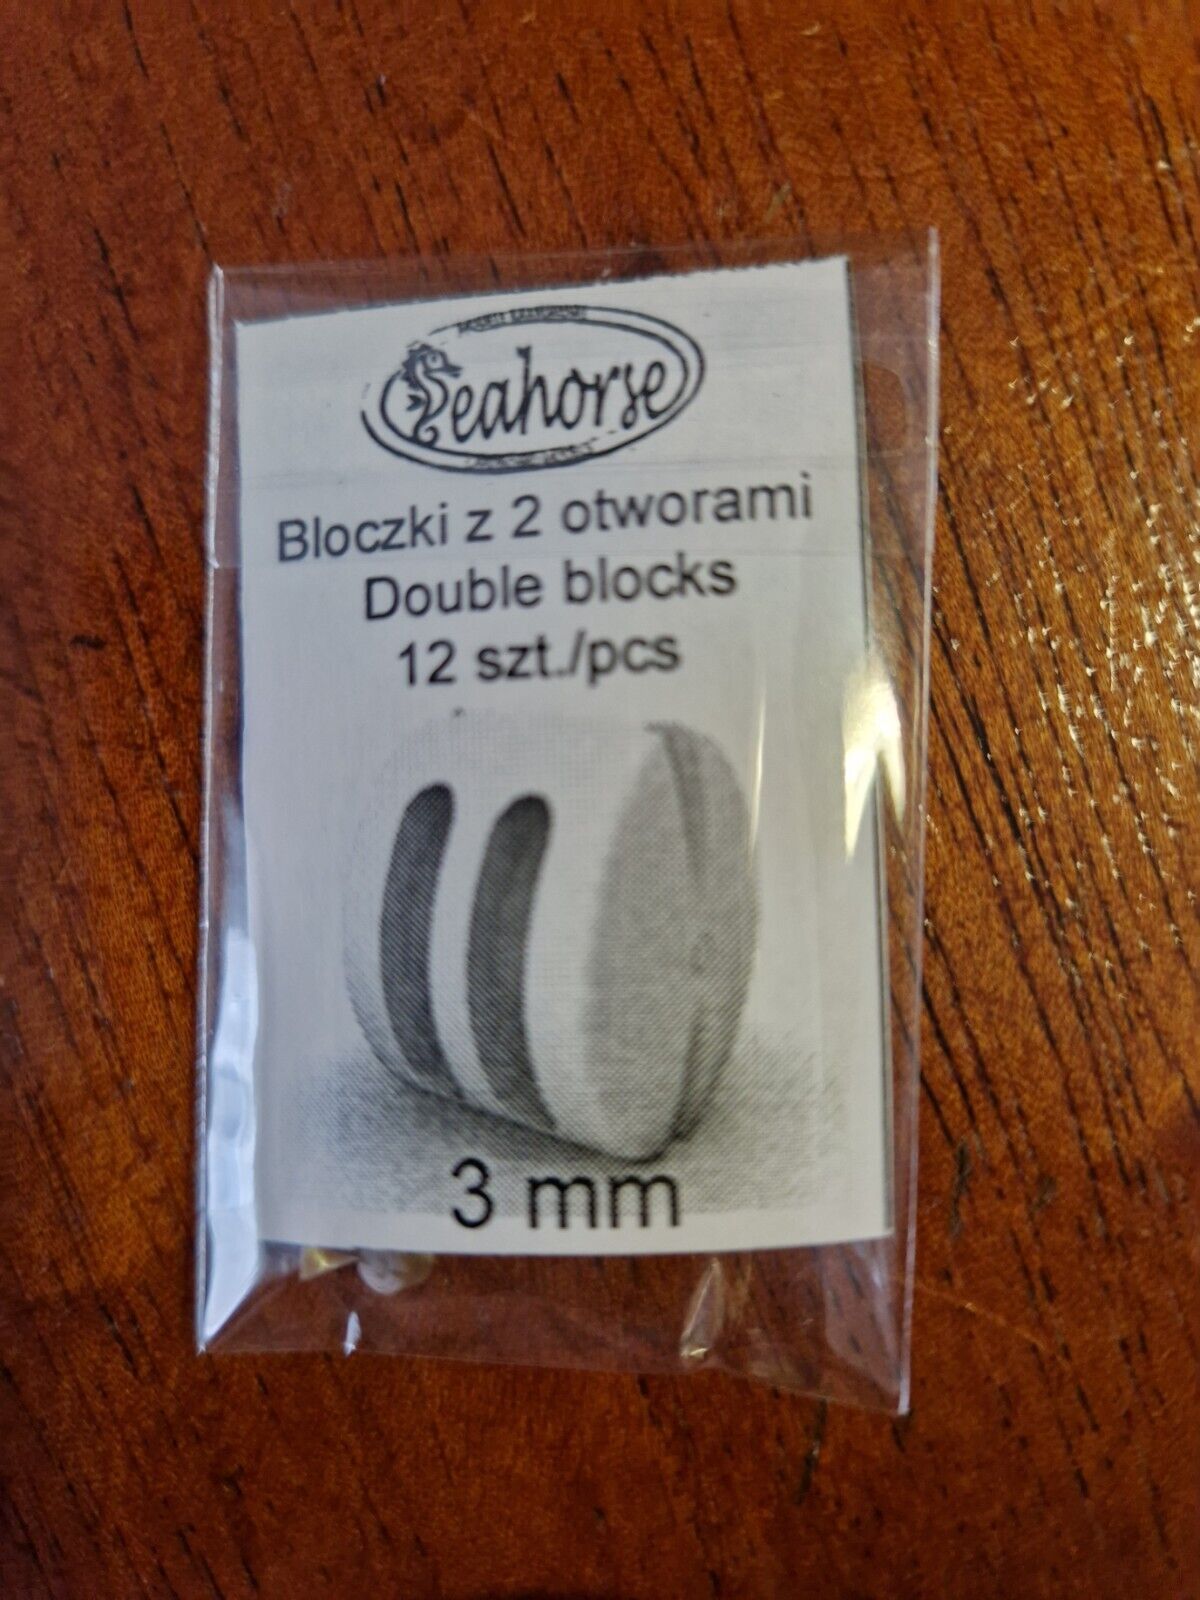 Seahorse
Bloczki z 2 otworami
Double blocks
12 szt./pcs
3 mm